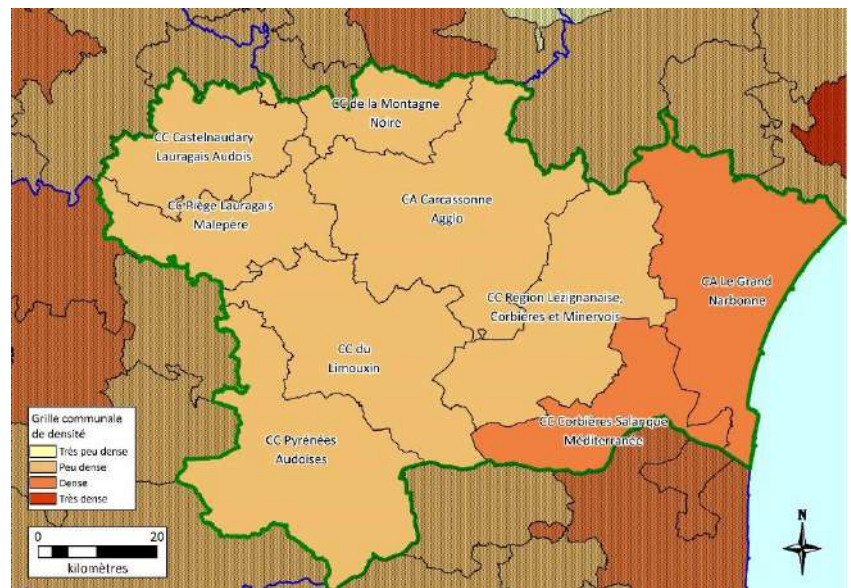 CC de la Montagne
Noire
CC Castelnaudary
Lauragais Audois
CC Riège Lauragais
Malepère
CA Carcassonne
Agglo
CA Le Grand
Narbonne
CC Région Lézignanaise,
Corbières et Minervois
CC du
Limouxin
CC Corbières Salanque
Méditerranée
CC Pyrénées
Audoises
Grille communale
de densité
Très peu dense
Peu dense
Dense
Très dense
0 20
kilomètres
N